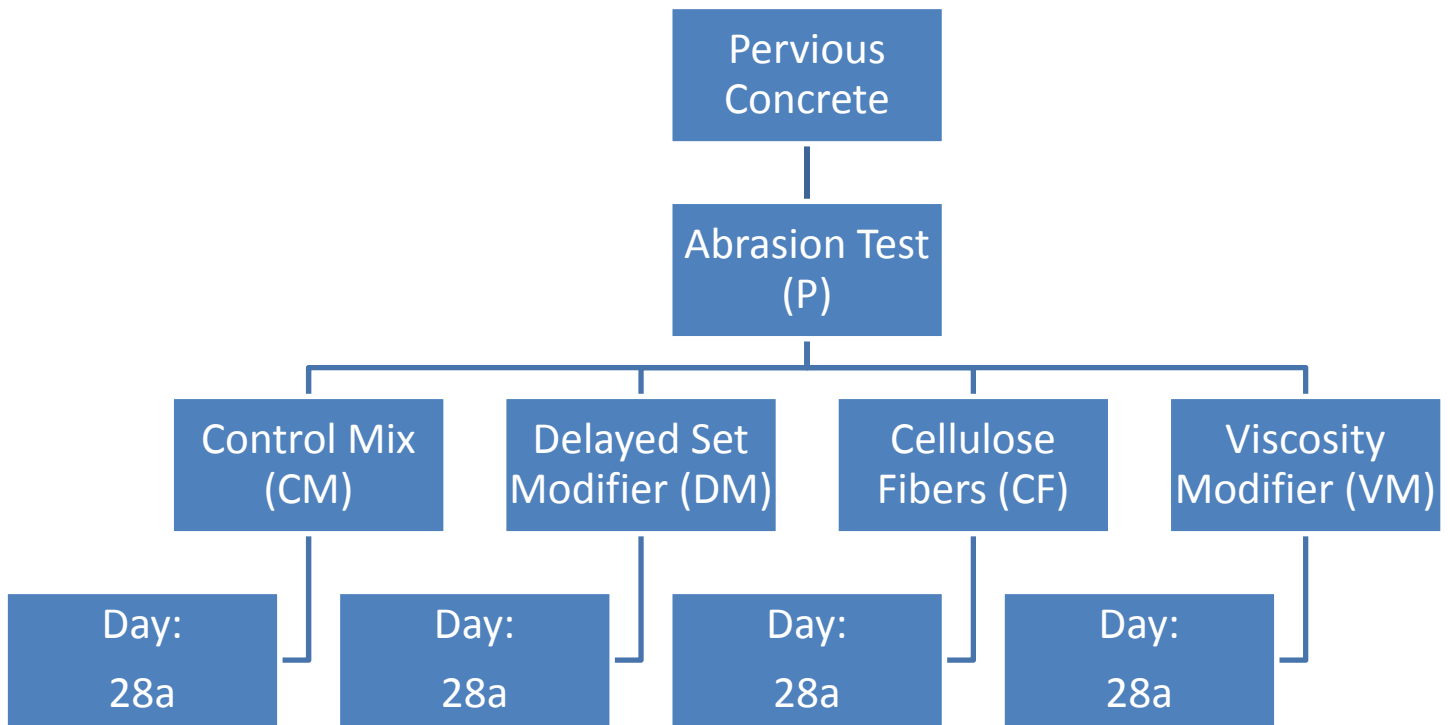 Pervious
Concrete
Abrasion Test
(P)
Control Mix
(CM)
Delayed Set
Modifier (DM)
Cellulose
Fibers (CF)
Viscosity
Modifier (VM)
Day:
28a
Day:
28a
Day:
28a
Day:
28a